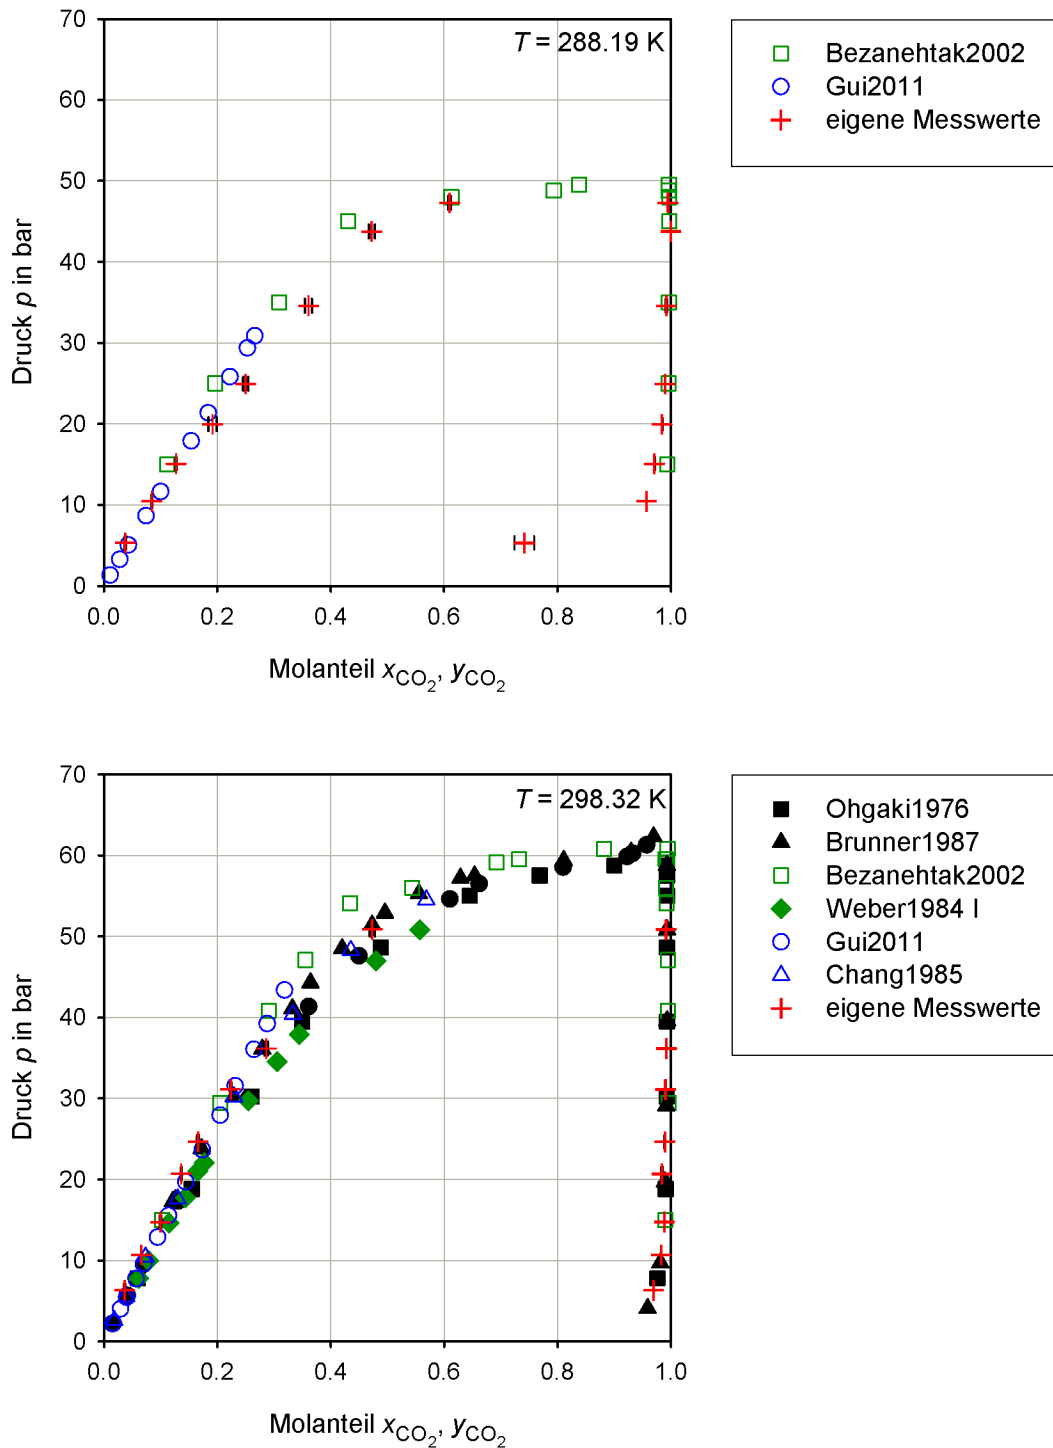 70
60
50
40
30
20
10
0
Druck p in bar
T = 288.19 K
0.0 0.2 0.4 0.6 0.8 1.0
Molanteil xCO2, yCO2
Bezanehtak2002
Gui2011
eigene Messwerte
70
60
50
40
30
20
10
0
Druck p in bar
T = 298.32 K
0.0 0.2 0.4 0.6 0.8 1.0
Molanteil xCO2, yCO2
Ohgaki1976
Brunner1987
Bezanehtak2002
Weber1984 I
Gui2011
Chang1985
eigene Messwerte